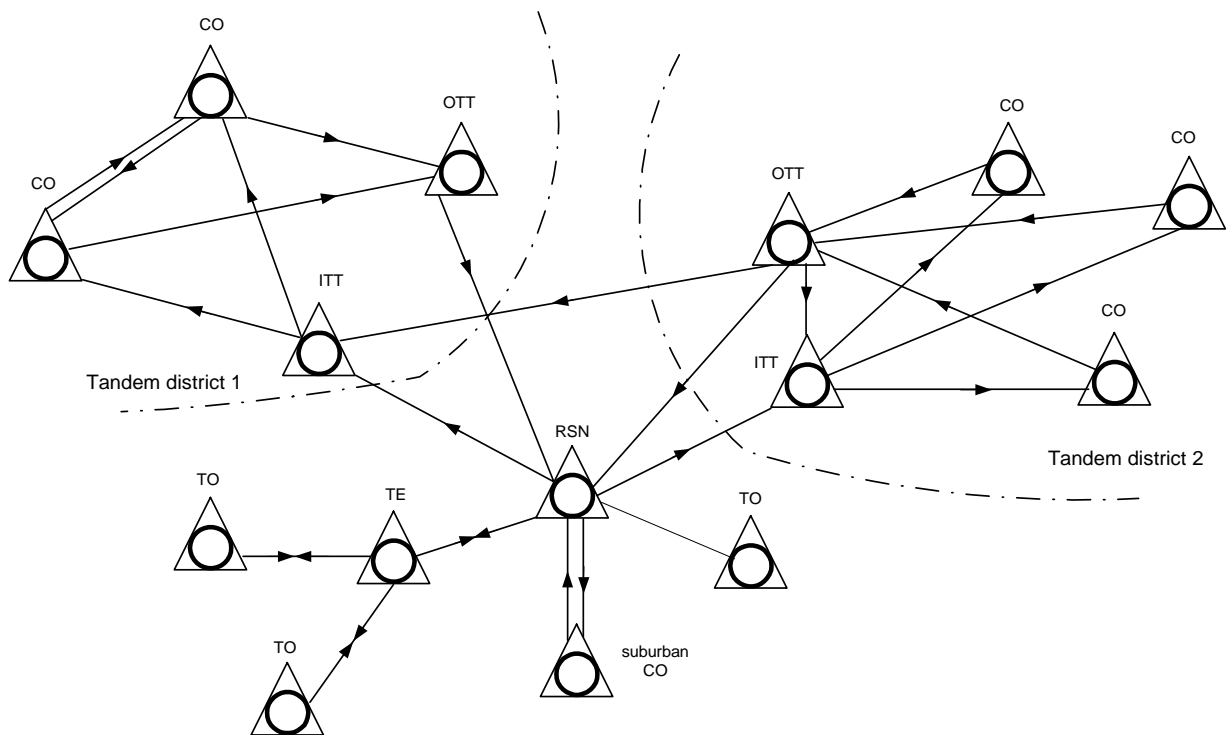 CO
OTT
CO
CO
CO
OTT
ITT
CO
ITT
Tandem district 1
RSN
Tandem district 2
TO
TE
TO
TO
suburban
CO